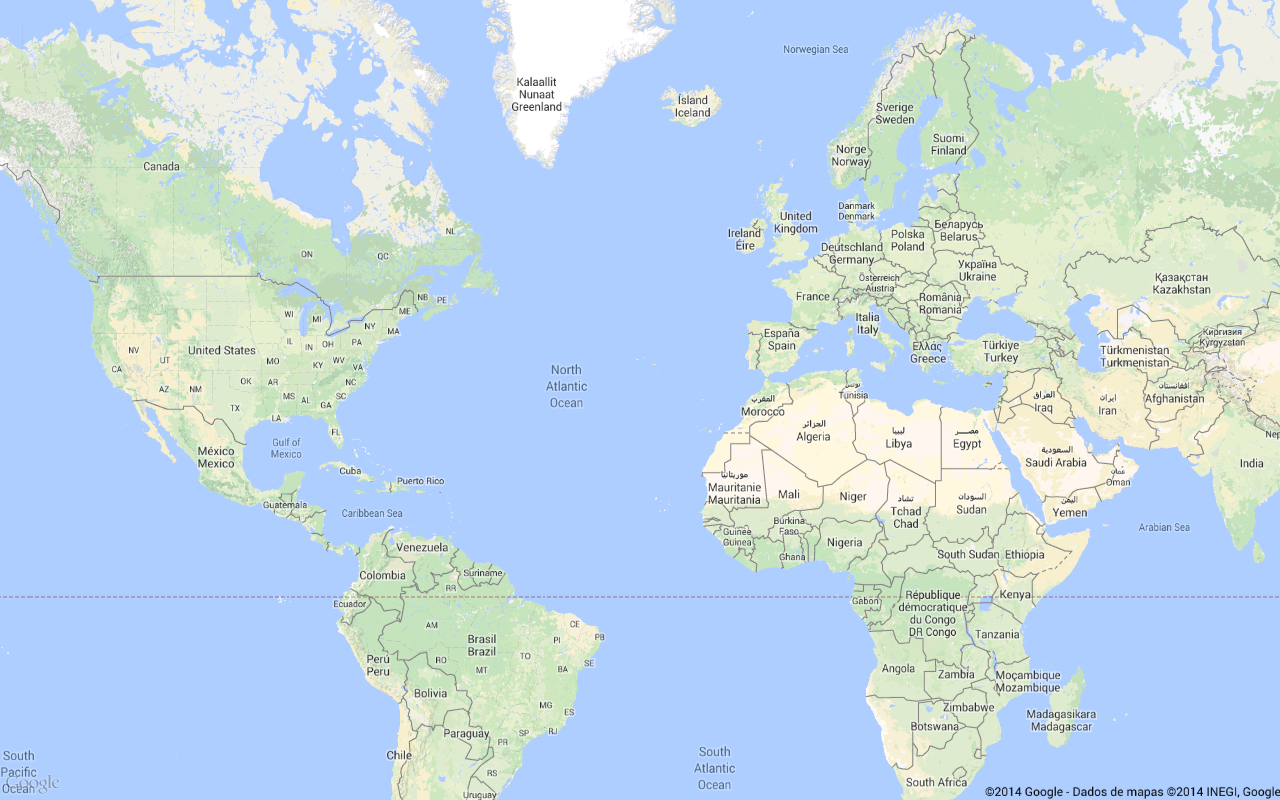 Norwegian Sea
Kalaallit
Nunaat
Greenland
Ísland
Iceland
Sverige
Sweden
Suomi
Finland
Norge
Norway
Canada
Danmark
Denmark
United
Kingdom
Ireland
Éire
NL
ON
QC
Беларусь
Belarus
Polska
Poland
Deutschland
Germany
Україна
Ukraine
Österreich
Austria
Қазақстан
Kazakhstan
France
România
Romania
NB
PE
ME
WI
MI
NY
MA
Italia
Italy
España
Spain
IL
IN
OH
PA
NV
UT
United States
MO
KY
WV
VA
CA
AZ
NM
OK
AR
NC
MS
AL
GA
SC
TX
LA
FL
Ελλάς
Greece
Türkiye
Turkey
Türkmenistan
Turkmenistan
Киргизия
Kyrgyzstan
North
Atlantic
Ocean
تونس
Tunisia
المغرب
Morocco
الجزائر
Algeria
ليبيا
Libya
مصر
Egypt
العراق
Iraq
ایران
Iran
افغانستان
Afghanistan
Nep
India
السعودية
Saudi Arabia
عمان
Oman
اليمن
Yemen
Gulf of
Mexico
México
Mexico
Cuba
Puerto Rico
Guatemala
Caribbean Sea
موريتانيا
Mauritanie
Mauritania
Mali
Niger
تشاد
Tchad
Chad
السودان
Sudan
Arabian Sea
Guinée
Guinea
Burkina
Faso
Ghana
Nigeria
South Sudan
Ethiopia
Venezuela
Colombia
Suriname
RR
Ecuador
Gabon
République
démocratique
du Congo
DR Congo
Kenya
Tanzania
AM
Brasil
Brazil
CE
PB
PI
SE
TO
BA
RO
MT
Perú
Peru
Bolivia
MG
ES
SP
RJ
PR
RS
Paraguay
Chile
Uruguay
Angola
Zambia
Moçambique
Mozambique
Zimbabwe
Botswana
Madagasikara
Madagascar
South Africa
South
Atlantic
Ocean
South
Pacific
Ocean
Google
©2014 Google - Dados de mapas ©2014 INEGI, Google